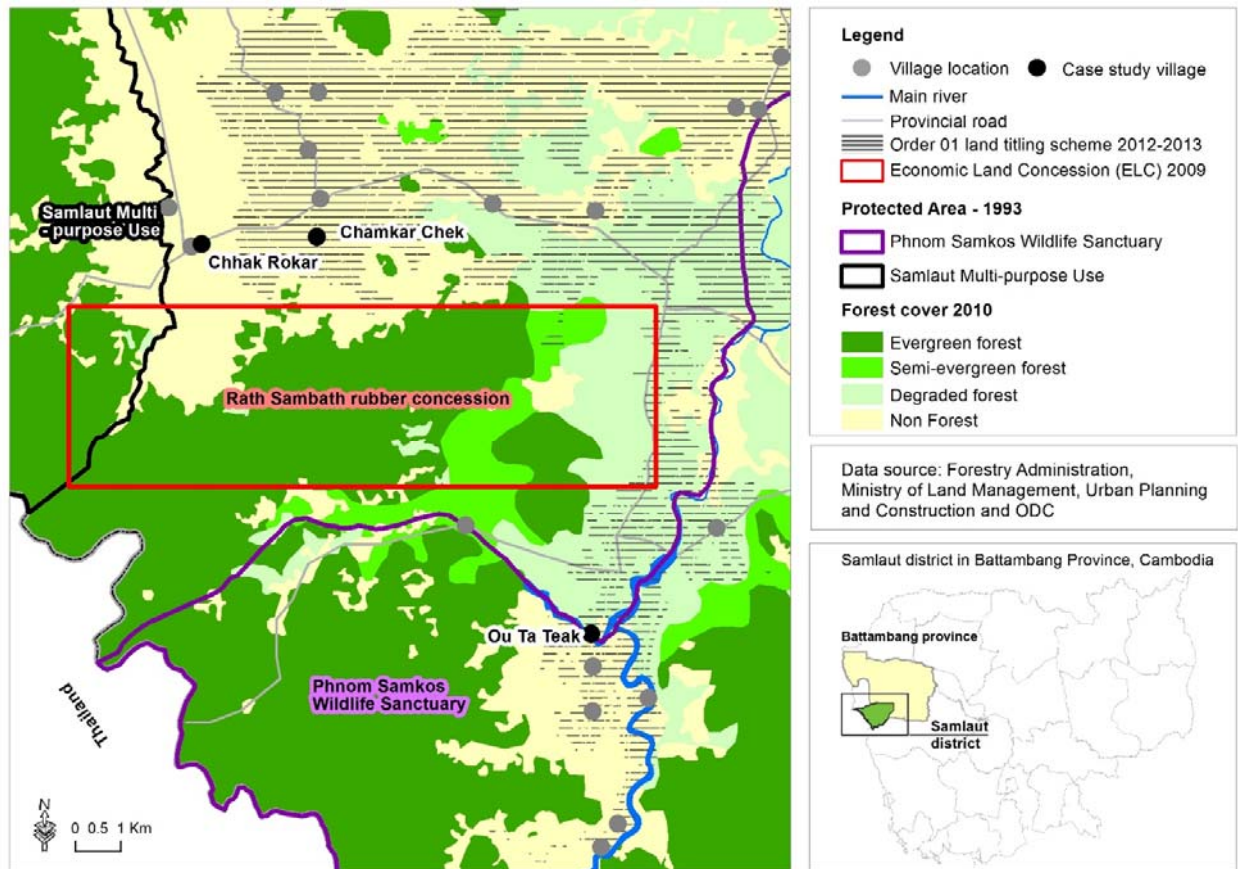 Samlaut Multi
purpose Use
Chamkar Chek
Chhak Rokar
Rath Sambath rubber concession
Ou Ta Teak
Phnom Samkos
Wildlife Sanctuary
Thailand
N
0 0.5 1 Km
Legend
Village location
Case study village
Main river
Provincial road
Order 01 land titling scheme 2012-2013
Economic Land Concession (ELC) 2009
Protected Area - 1993
Phnom Samkos Wildlife Sanctuary
Samlaut Multi-purpose Use
Forest cover 2010
Evergreen forest
Semi-evergreen forest
Degraded forest
Non Forest
Data source: Forestry Administration,
Ministry of Land Management, Urban Planning
and Construction and ODC
Samlaut district in Battambang Province, Cambodia
Battambang province
Samlaut
district